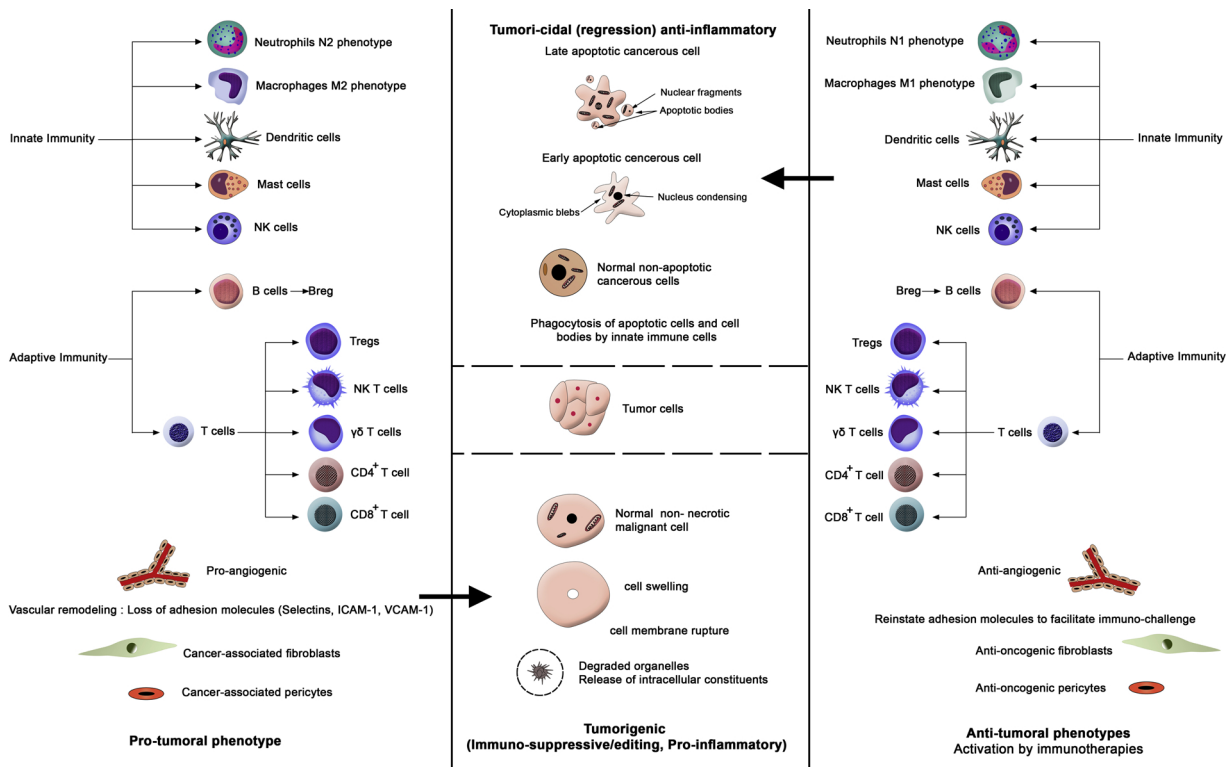 Neutrophils N2 phenotype
Macrophages M2 phenotype
Innate Immunity
Dendritic cells
Mast cells
NK cells
B cells
Breg
Tregs
Adaptive Immunity
NK T cells
T cells
γδ T cells
CD4+ T cell
CD8+ T cell
Pro-angiogenic
Vascular remodeling : Loss of adhesion molecules (Selectins, ICAM-1, VCAM-1)
Cancer-associated fibroblasts
Cancer-associated pericytes
Pro-tumoral phenotype
Tumori-cidal (regression) anti-inflammatory
Late apoptotic cancerous cell
Nuclear fragments
Apoptotic bodies
Early apoptotic cencerous cell
Nucleus condensing
Cytoplasmic blebs
Normal non-apoptotic
cancerous cells
Phagocytosis of apoptotic cells and cell
bodies by innate immune cells
Tumor cells
Normal non- necrotic
malignant cell
cell swelling
cell membrane rupture
Degraded organelles
Release of intracellular constituents
Tumorigenic
(Immuno-suppressive/editing, Pro-inflammatory)
Neutrophils N1 phenotype
Macrophages M1 phenotype
Dendritic cells
Innate Immunity
Mast cells
NK cells
Breg
B cells
Tregs
Adaptive Immunity
NK T cells
γδ T cells
T cells
CD4+ T cell
CD8+ T cell
Anti-angiogenic
Reinstate adhesion molecules to facilitate immuno-challenge
Anti-oncogenic fibroblasts
Anti-oncogenic pericytes
Anti-tumoral phenotypes
Activation by immunotherapies